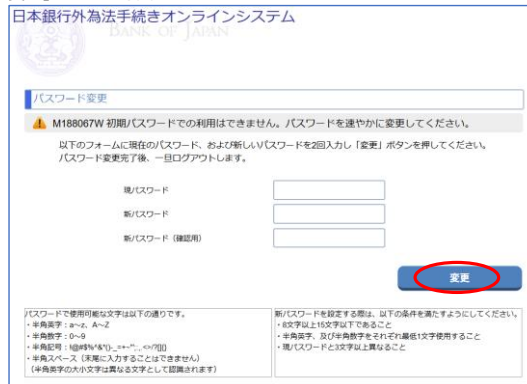 日本銀行外為法手続きオンラインシステム
BANK OF JAPAN
パスワード変更
M188067W 初期パスワードでの利用はできません。パスワードを速やかに変更してください。
以下のフォームに現在のパスワード、および新しいパスワードを2回入力し「変更」ボタンを押してください。
パスワード変更完了後、一旦ログアウトします。
現パスワード
新パスワード
新パスワード(確認用)
変更
パスワードで使用可能な文字は以下の通りです。
・半角英字:a~z、A~Z
・半角数字:0~9
・半角記号:
・半角スペース(末尾に入力することはできません)
(半角英字の大小文字は異なる文字として認識されます)
新パスワードを設定する際は、以下の条件を満たすようにしてください。
・8文字以上15文字以下であること
・半角英字、及び半角数字をそれぞれ最低1文字使用すること
・現パスワードと3文字以上異なること